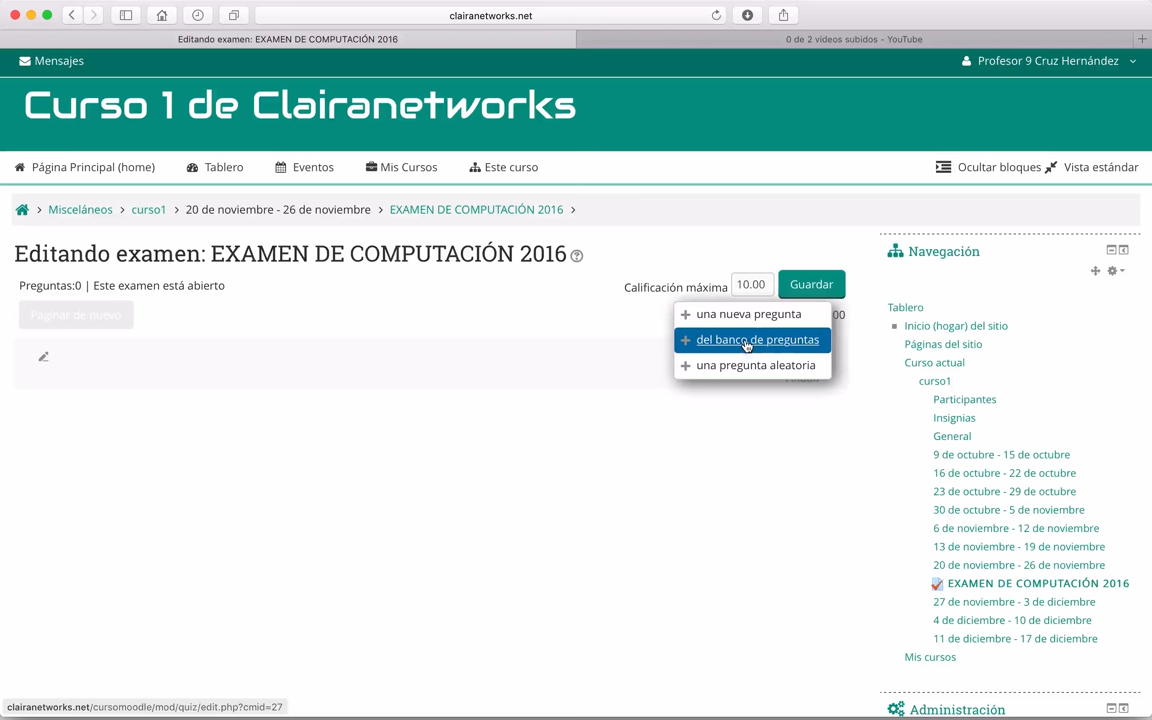 clairanetworks.net
Editando examen: EXAMEN DE COMPUTACIÓN 2016
0 de 2 videos subidos - YouTube
Mensajes
Profesor 9 Cruz Hernández
Curso 1 de Clairanetworks
Página Principal (home)
Tablero
Eventos
Mis Cursos
Este curso
Ocultar bloques
Vista estándar
Misceláneos
curso1
20 de noviembre - 26 de noviembre
EXAMEN DE COMPUTACIÓN 2016
Editando examen: EXAMEN DE COMPUTACIÓN 2016
Preguntas:0 | Este examen está abierto
Calificación máxima
10.00
Guardar
Paginar de nuevo
00
una nueva pregunta
del banco de preguntas
una pregunta aleatoria
Navegación
Tablero
Inicio (hogar) del sitio
Páginas del sitio
Curso actual
curso1
Participantes
Insignias
General
9 de octubre - 15 de octubre
16 de octubre - 22 de octubre
23 de octubre - 29 de octubre
30 de octubre - 5 de noviembre
6 de noviembre - 12 de noviembre
13 de noviembre - 19 de noviembre
20 de noviembre - 26 de noviembre
EXAMEN DE COMPUTACIÓN 2016
27 de noviembre - 3 de diciembre
4 de diciembre - 10 de diciembre
11 de diciembre - 17 de diciembre
Mis cursos
Administración
clairanetworks.net/cursomoodle/mod/quiz/edit.php?cmid=27